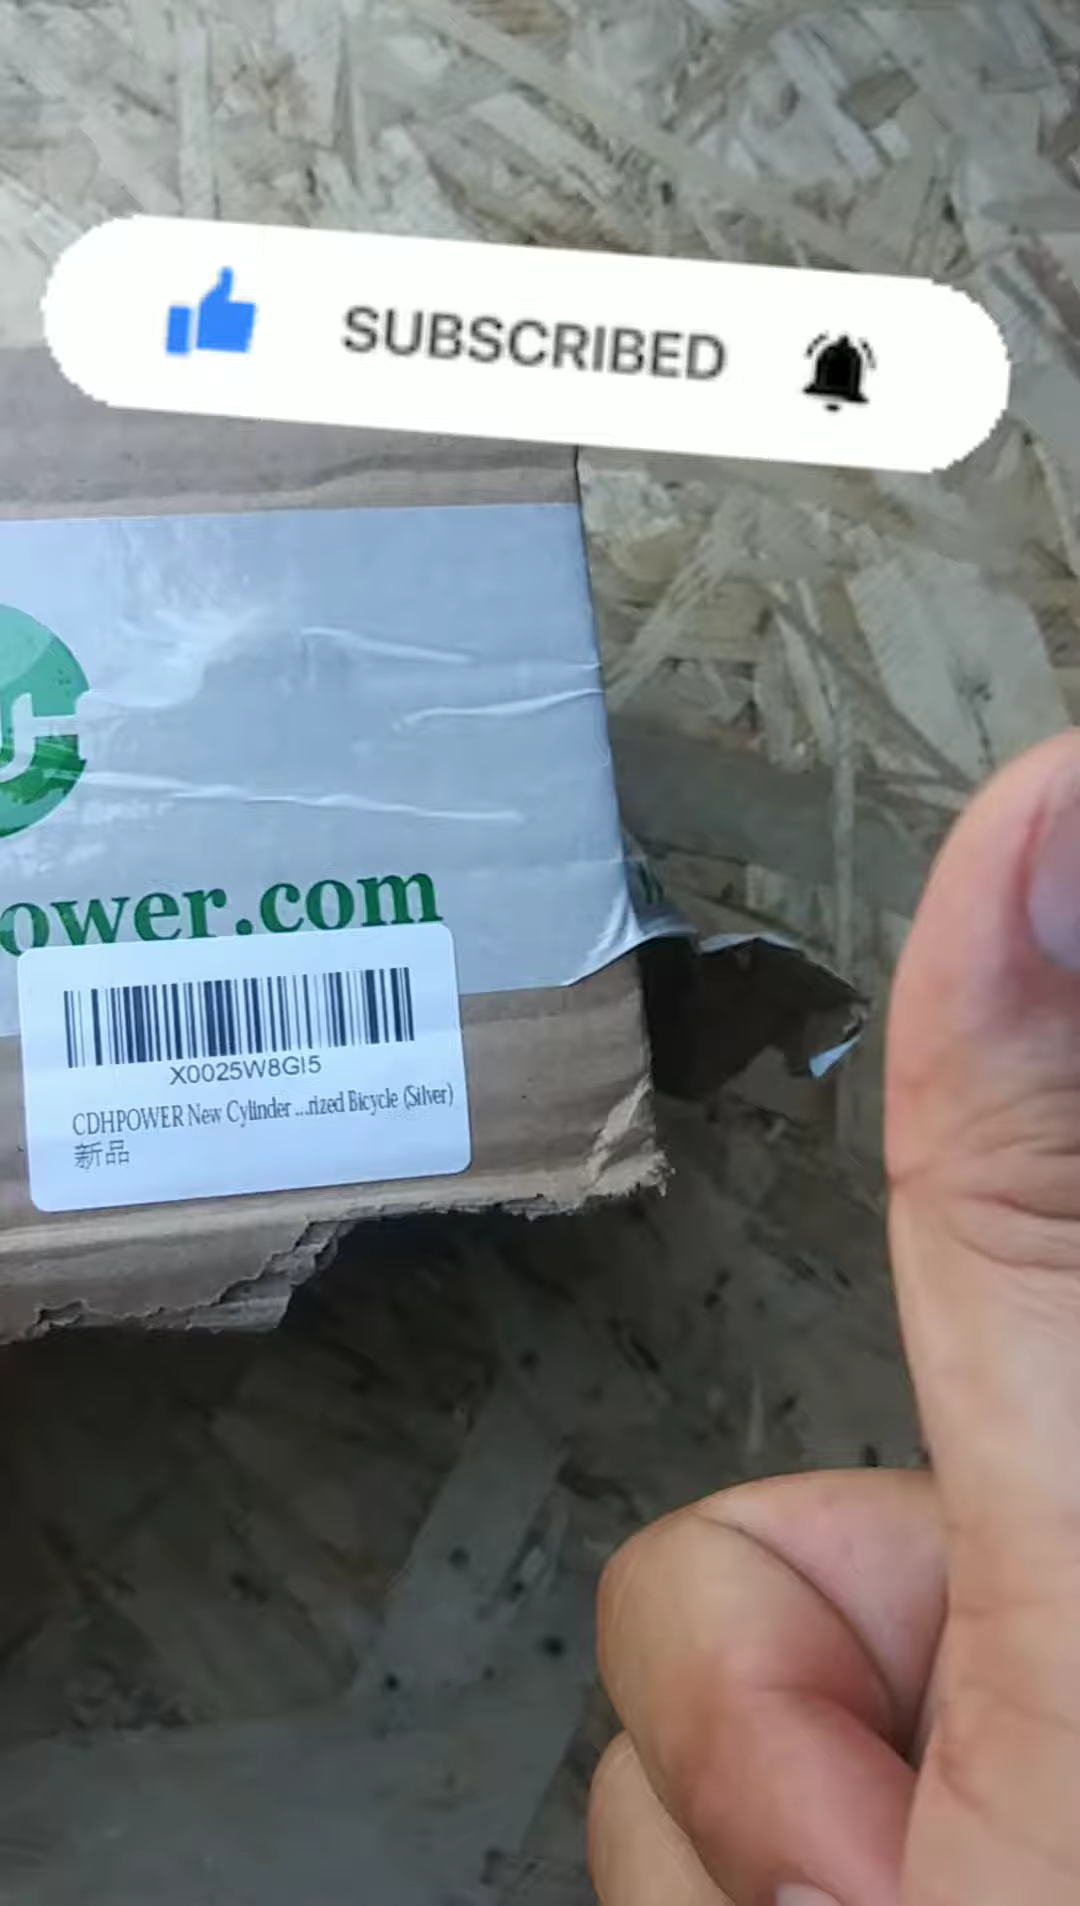 SUBSCRIBED
ower.com
X0025W8GI5
CDHPOWER New Cylinder ...rized Bicycle (Silver)
新品